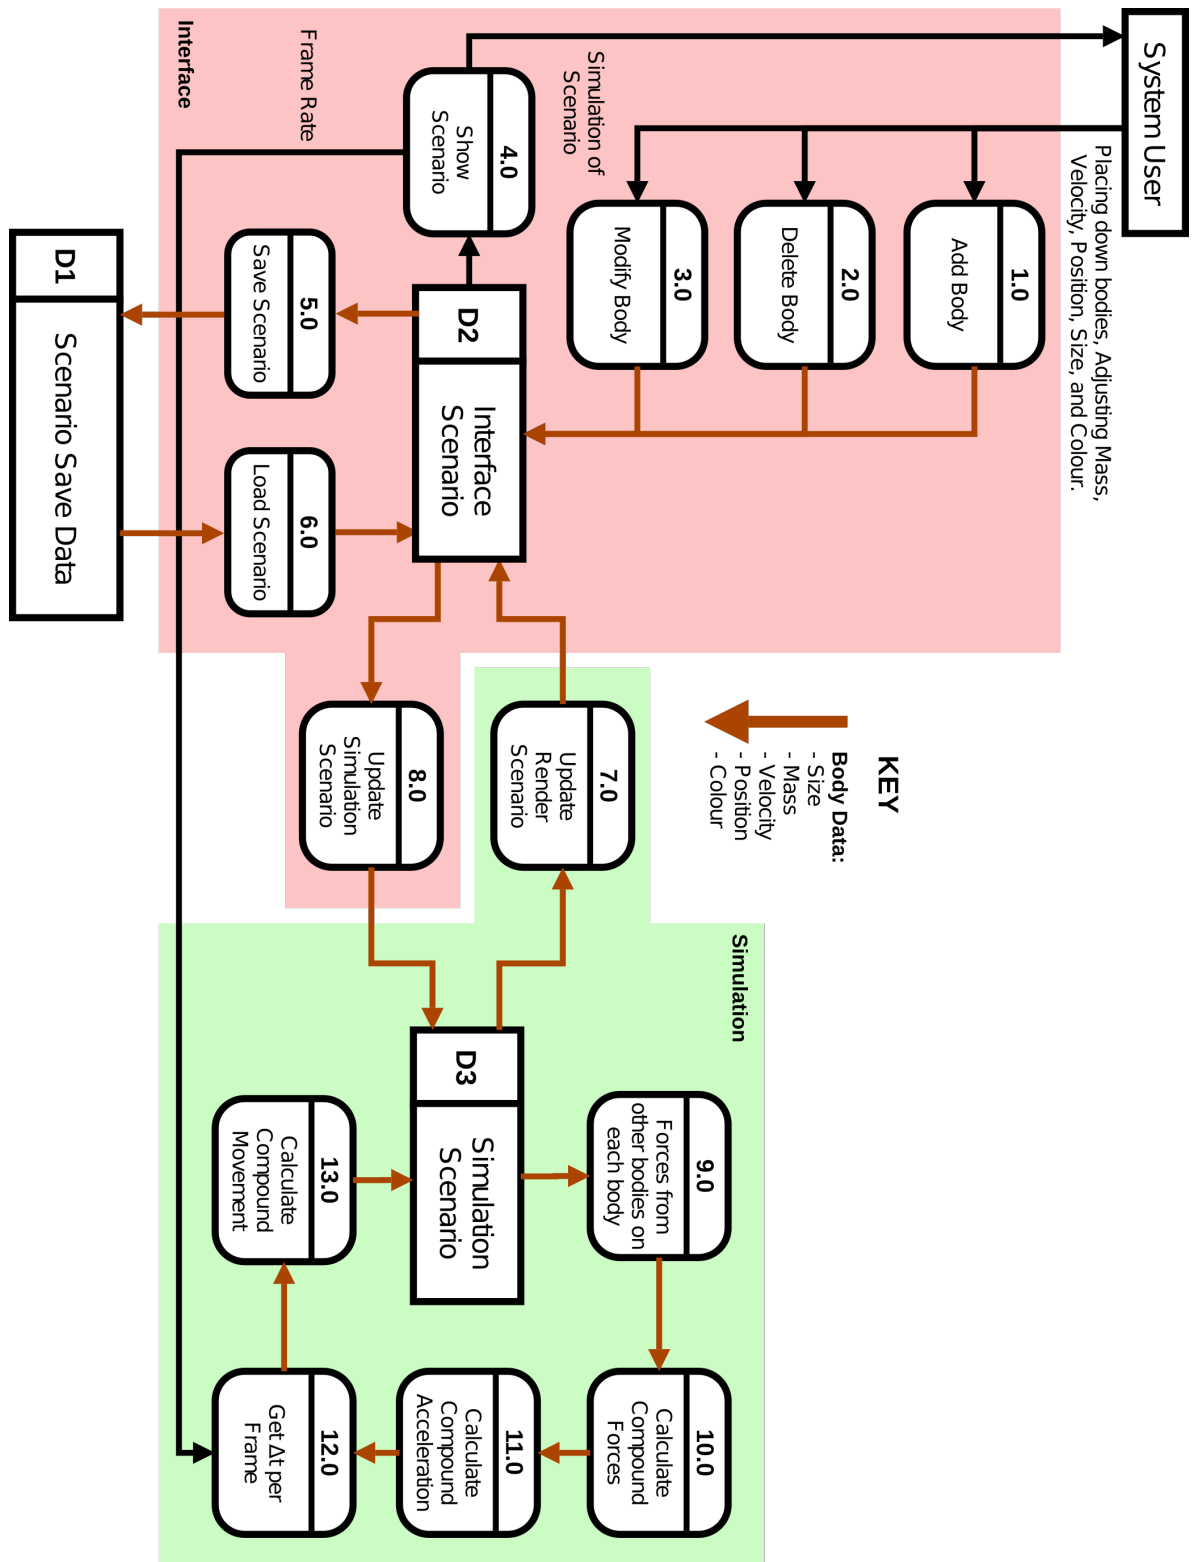 System User
Placing down bodies, Adjusting Mass,
Velocity, Position, Size, and Colour.
1.0
Add Body
2.0
Delete Body
3.0
Modify Body
Simulation of
Scenario
4.0
Show
Scenario
Frame Rate
Interface
D2
Interface
Scenario
5.0
Save Scenario
6.0
Load Scenario
D1
Scenario Save Data
KEY
Body Data:
- Size
- Mass
- Velocity
- Position
- Colour
7.0
Update
Render
Scenario
8.0
Update
Simulation
Scenario
Simulation
D3
Simulation
Scenario
9.0
Forces from
other bodies on
each body
10.0
Calculate
Compound
Forces
11.0
Calculate
Compound
Acceleration
12.0
Get Δt per
Frame
13.0
Calculate
Compound
Movement